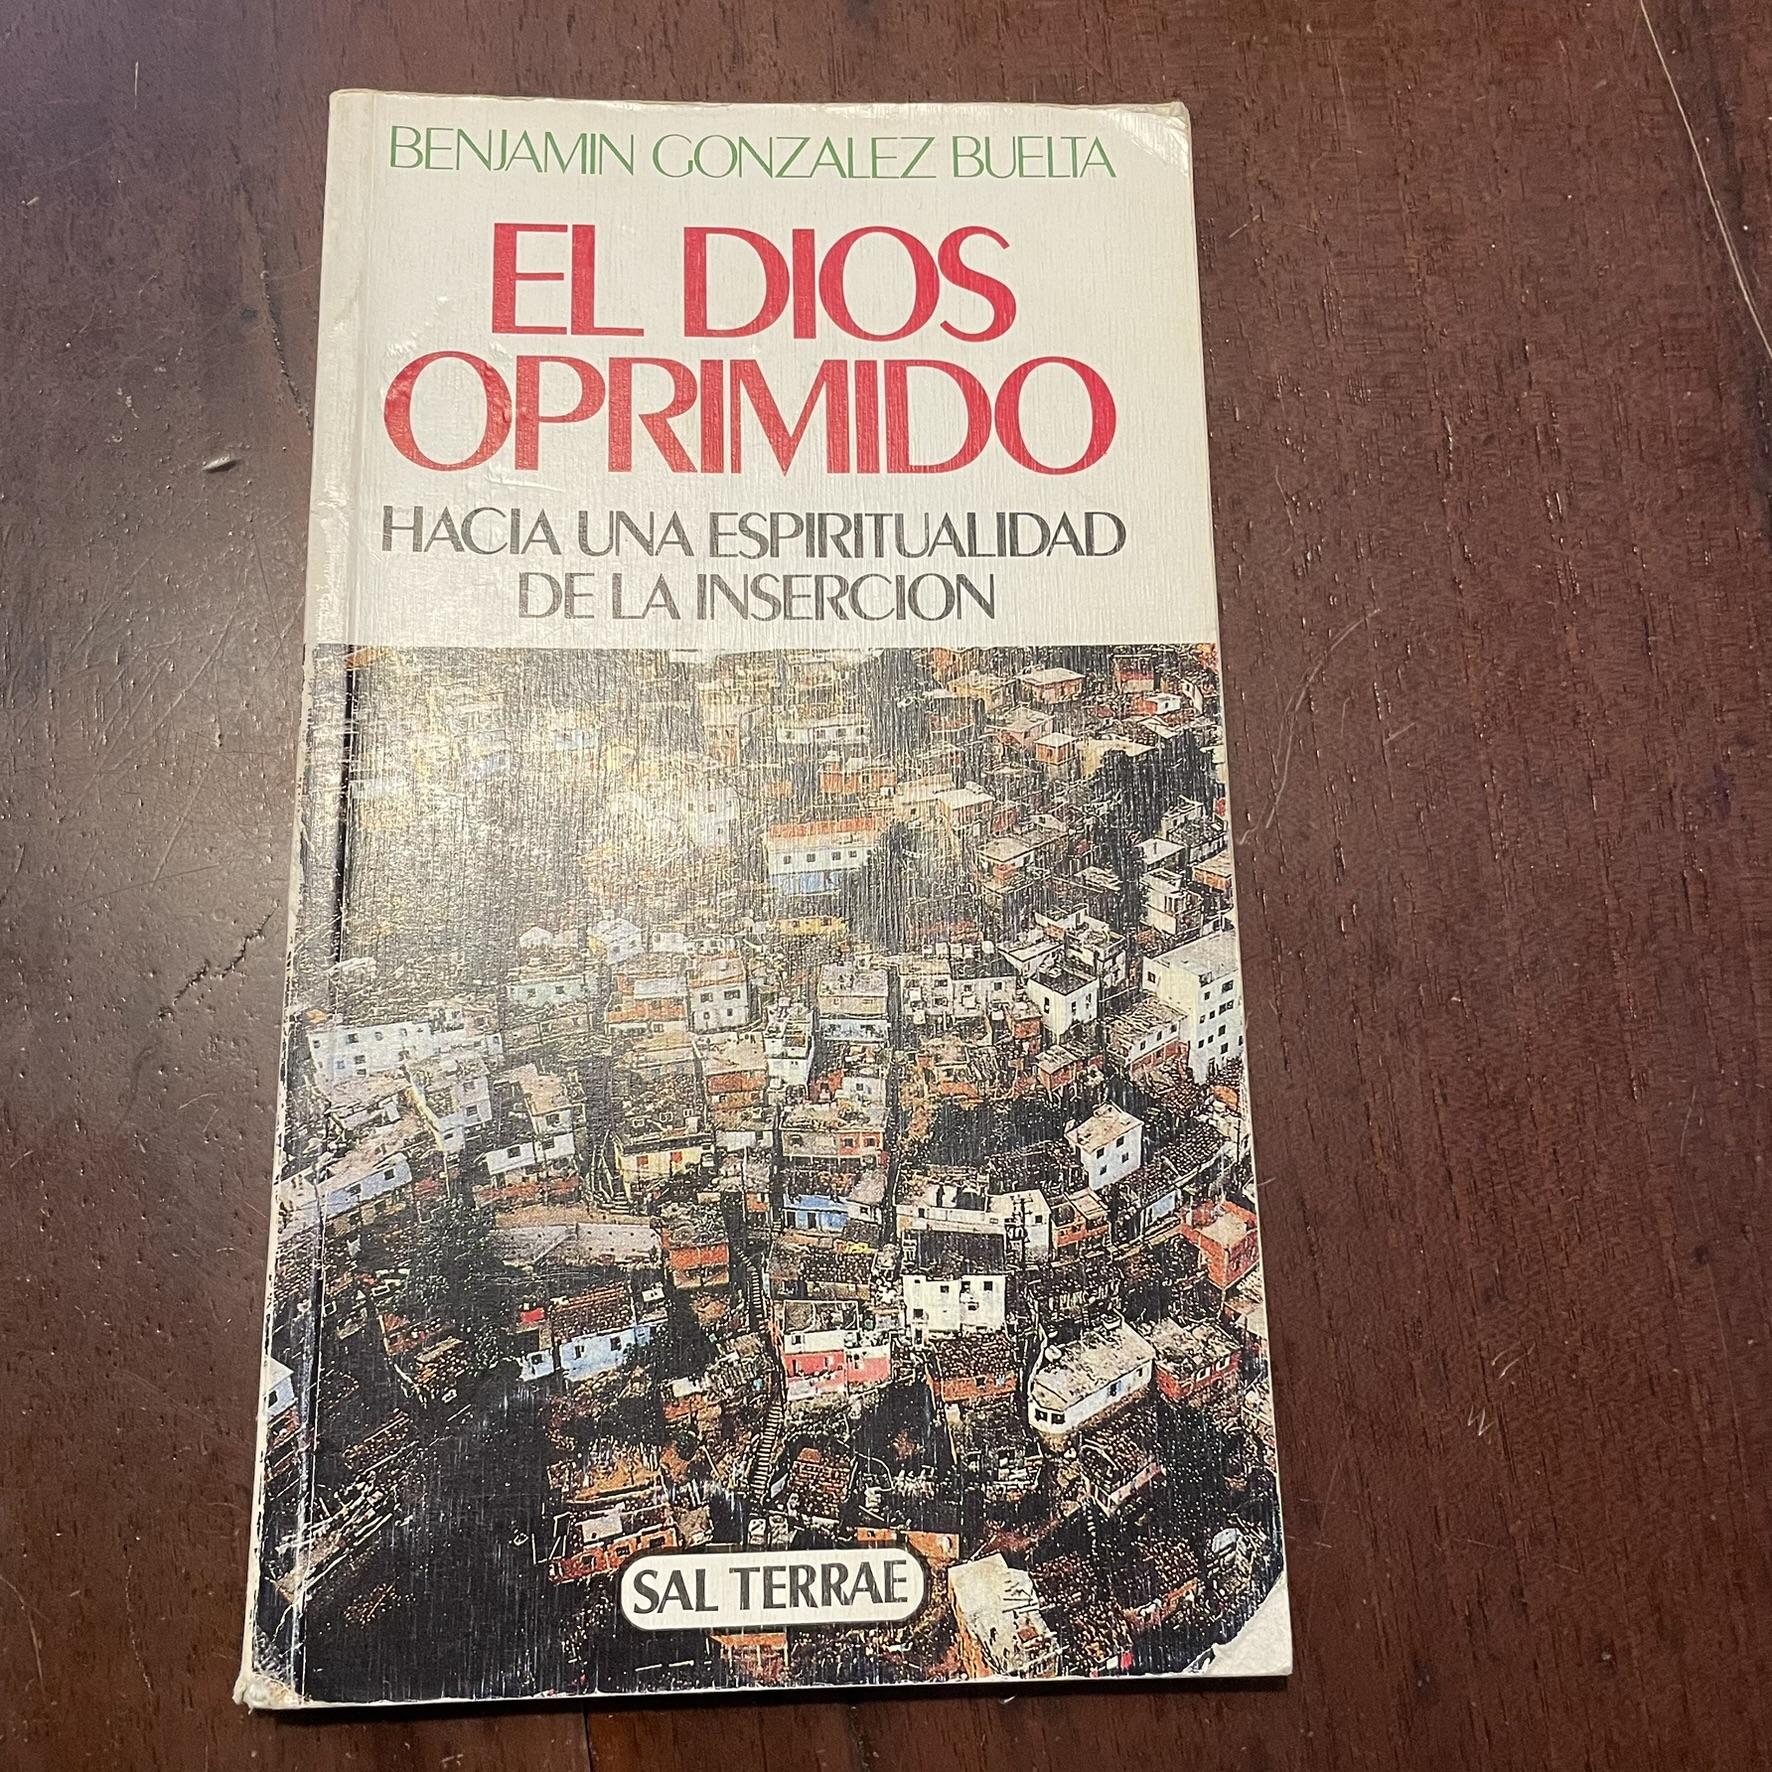 BENJAMIN GONZALEZ BUELTA
EL DIOS
OPRIMIDO
HACIA UNA ESPIRITUALIDAD
DE LA INSERCION
SAL TERRAE